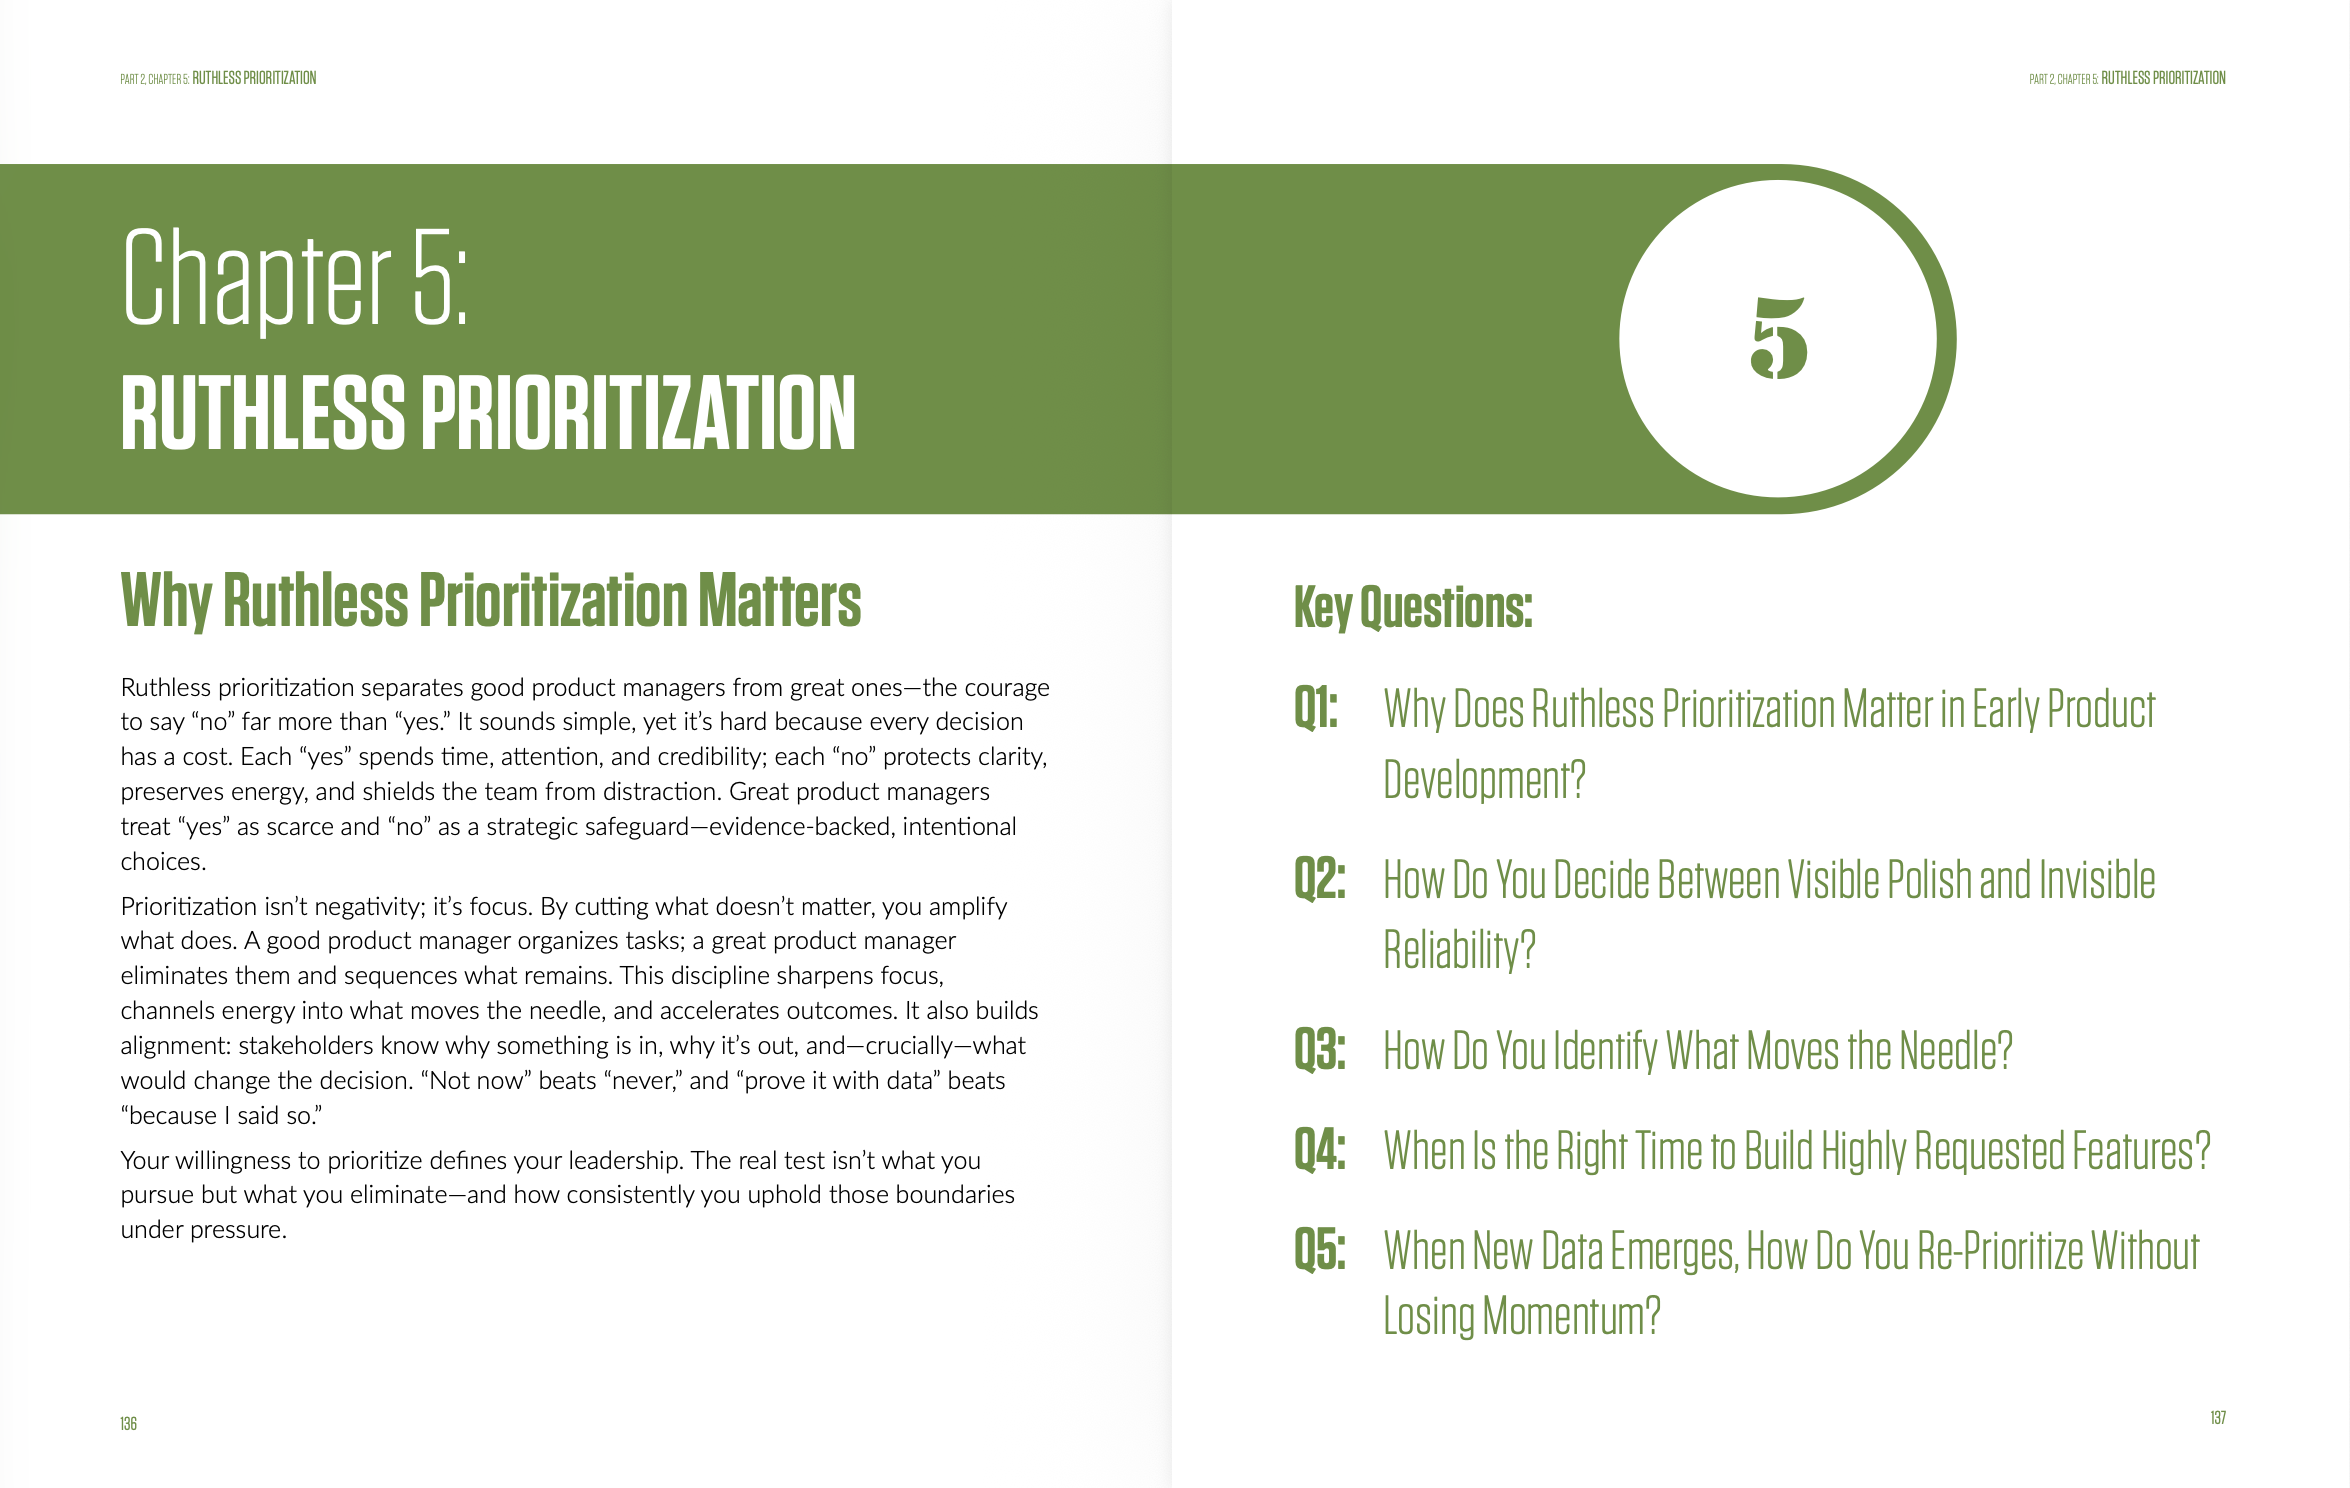 PART 2, CHAPTER 5: RUTHLESS PRIORITIZATION
Chapter 5:
RUTHLESS PRIORITIZATION
Why Ruthless Prioritization Matters
Ruthless prioritization separates good product managers from great ones—the courage
to say “no” far more than “yes.” It sounds simple, yet it’s hard because every decision
has a cost. Each “yes” spends time, attention, and credibility; each “no” protects clarity,
preserves energy, and shields the team from distraction. Great product managers
treat “yes” as scarce and “no” as a strategic safeguard—evidence-backed, intentional
choices.
Prioritization isn’t negativity; it’s focus. By cutting what doesn’t matter, you amplify
what does. A good product manager organizes tasks; a great product manager
eliminates them and sequences what remains. This discipline sharpens focus,
channels energy into what moves the needle, and accelerates outcomes. It also builds
alignment: stakeholders know why something is in, why it’s out, and—crucially—what
would change the decision. “Not now” beats “never,” and “prove it with data” beats
“because I said so.”
Your willingness to prioritize defines your leadership. The real test isn’t what you
pursue but what you eliminate—and how consistently you uphold those boundaries
under pressure.
136
PART 2, CHAPTER 5: RUTHLESS PRIORITIZATION
5
Key Questions:
Q1: Why Does Ruthless Prioritization Matter in Early Product
Development?
Q2: How Do You Decide Between Visible Polish and Invisible
Reliability?
Q3: How Do You Identify What Moves the Needle?
Q4: When Is the Right Time to Build Highly Requested Features?
Q5: When New Data Emerges, How Do You Re-Prioritize Without
Losing Momentum?
137